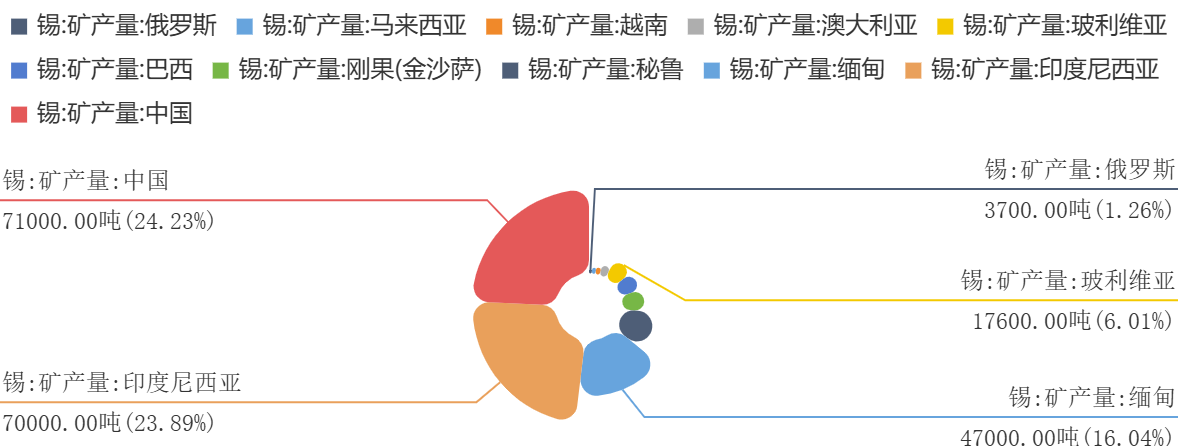 锡:矿产量:俄罗斯 锡:矿产量:马来西亚 锡:矿产量:越南 锡:矿产量:澳大利亚 锡:矿产量:玻利维亚
锡:矿产量:巴西 锡:矿产量:刚果(金沙萨) 锡:矿产量:秘鲁 锡:矿产量:缅甸 锡:矿产量:印度尼西亚
锡:矿产量:中国
锡:矿产量:俄罗斯
3700.00吨(1.26%)
锡:矿产量:中国
71000.00吨(24.23%)
锡:矿产量:玻利维亚
17600.00吨(6.01%)
锡:矿产量:印度尼西亚
70000.00吨(23.89%)
锡:矿产量:缅甸
47000.00吨(16.04%)